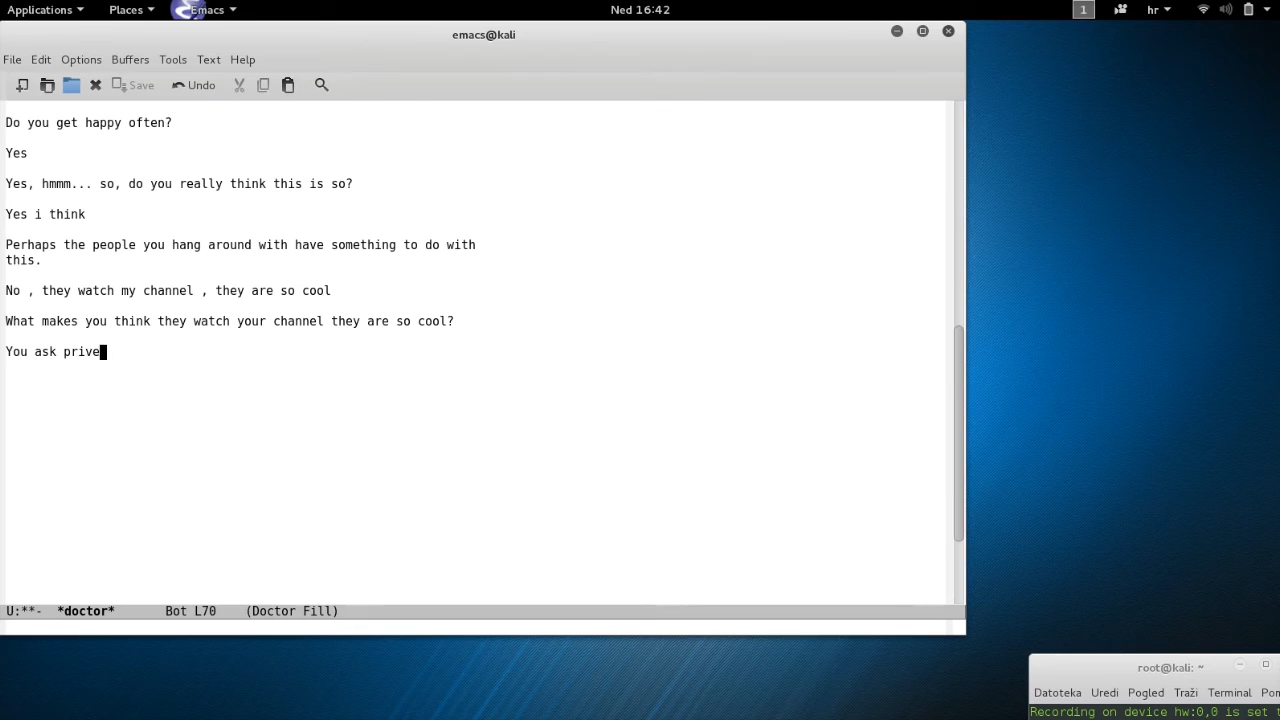 Applications Places Emacs Ned 16:42 1 hr
emacs@kali
File Edit Options Buffers Tools Text Help
Save Undo
Do you get happy often?
Yes
Yes, hmmm... so, do you really think this is so?
Yes i think
Perhaps the people you hang around with have something to do with
this.
No , they watch my channel , they are so cool
What makes you think they watch your channel they are so cool?
You ask prive
U:**- *doctor* Bot L70 (Doctor Fill)
root@kali: ~
Datoteka Uredi Pogled Traži Terminal Pon
Recording on device hw:0,0 is set t